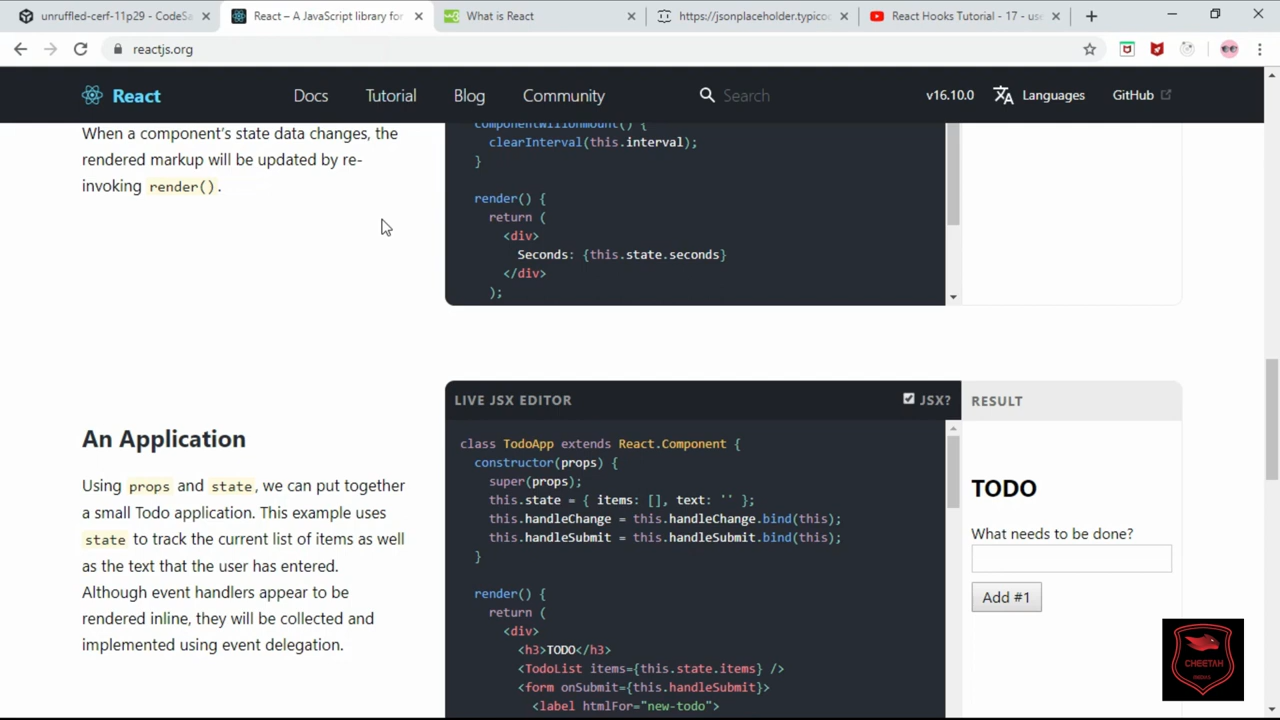 unruffled-cerf-11p29 - CodeSa
React – A JavaScript library for
What is React
https://jsonplaceholder.typico
React Hooks Tutorial - 17 - use
reactjs.org
React
Docs
Tutorial
Blog
Community
Search
v16.10.0
Languages
GitHub
When a component's state data changes, the
rendered markup will be updated by re-
invoking render().
componentWillUnmount() {
clearInterval(this.interval);
}
render() {
return (
<div>
Seconds: {this.state.seconds}
</div>
);
An Application
Using props and state, we can put together
a small Todo application. This example uses
state to track the current list of items as well
as the text that the user has entered.
Although event handlers appear to be
rendered inline, they will be collected and
implemented using event delegation.
LIVE JSX EDITOR
JSX?
class TodoApp extends React.Component {
constructor(props) {
super(props);
this.state = { items: [], text: '' };
this.handleChange = this.handleChange.bind(this);
this.handleSubmit = this.handleSubmit.bind(this);
}
render() {
return (
<div>
<h3>TODO</h3>
<TodoList items={this.state.items} />
<form onSubmit={this.handleSubmit}>
<label htmlFor="new-todo">
RESULT
TODO
What needs to be done?
Add #1
CHEETAH